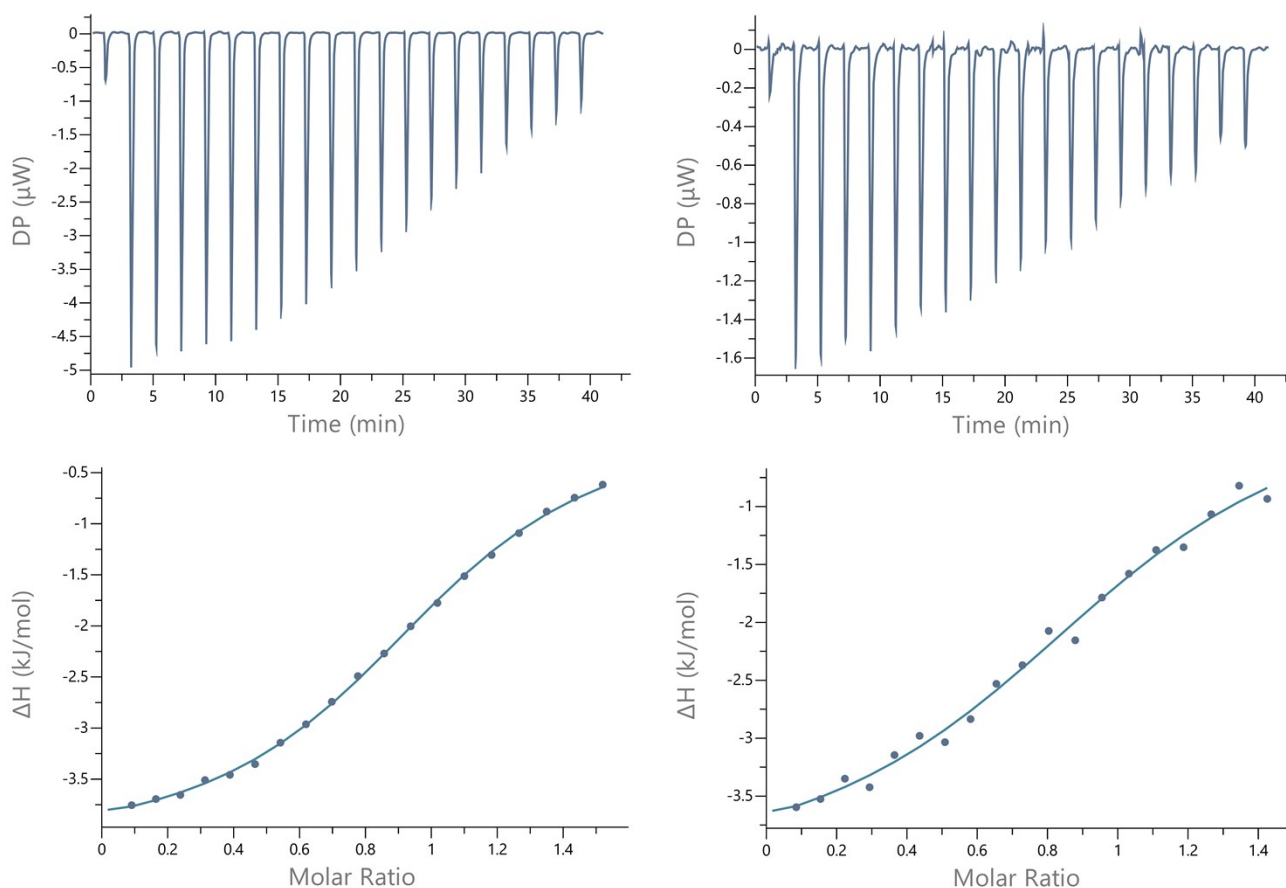 0
-0.5
-1
-1.5
-2
-2.5
-3
-3.5
-4
-4.5
-5
DP (µW)
0 5 10 15 20 25 30 35 40
Time (min)
0
-0.2
-0.4
-0.6
-0.8
-1
-1.2
-1.4
-1.6
DP (µW)
0 5 10 15 20 25 30 35 40
Time (min)
-0.5
-1
-1.5
-2
-2.5
-3
-3.5
ΔH (kJ/mol)
0 0.2 0.4 0.6 0.8 1 1.2 1.4
Molar Ratio
-1
-1.5
-2
-2.5
-3
-3.5
ΔH (kJ/mol)
0 0.2 0.4 0.6 0.8 1 1.2 1.4
Molar Ratio